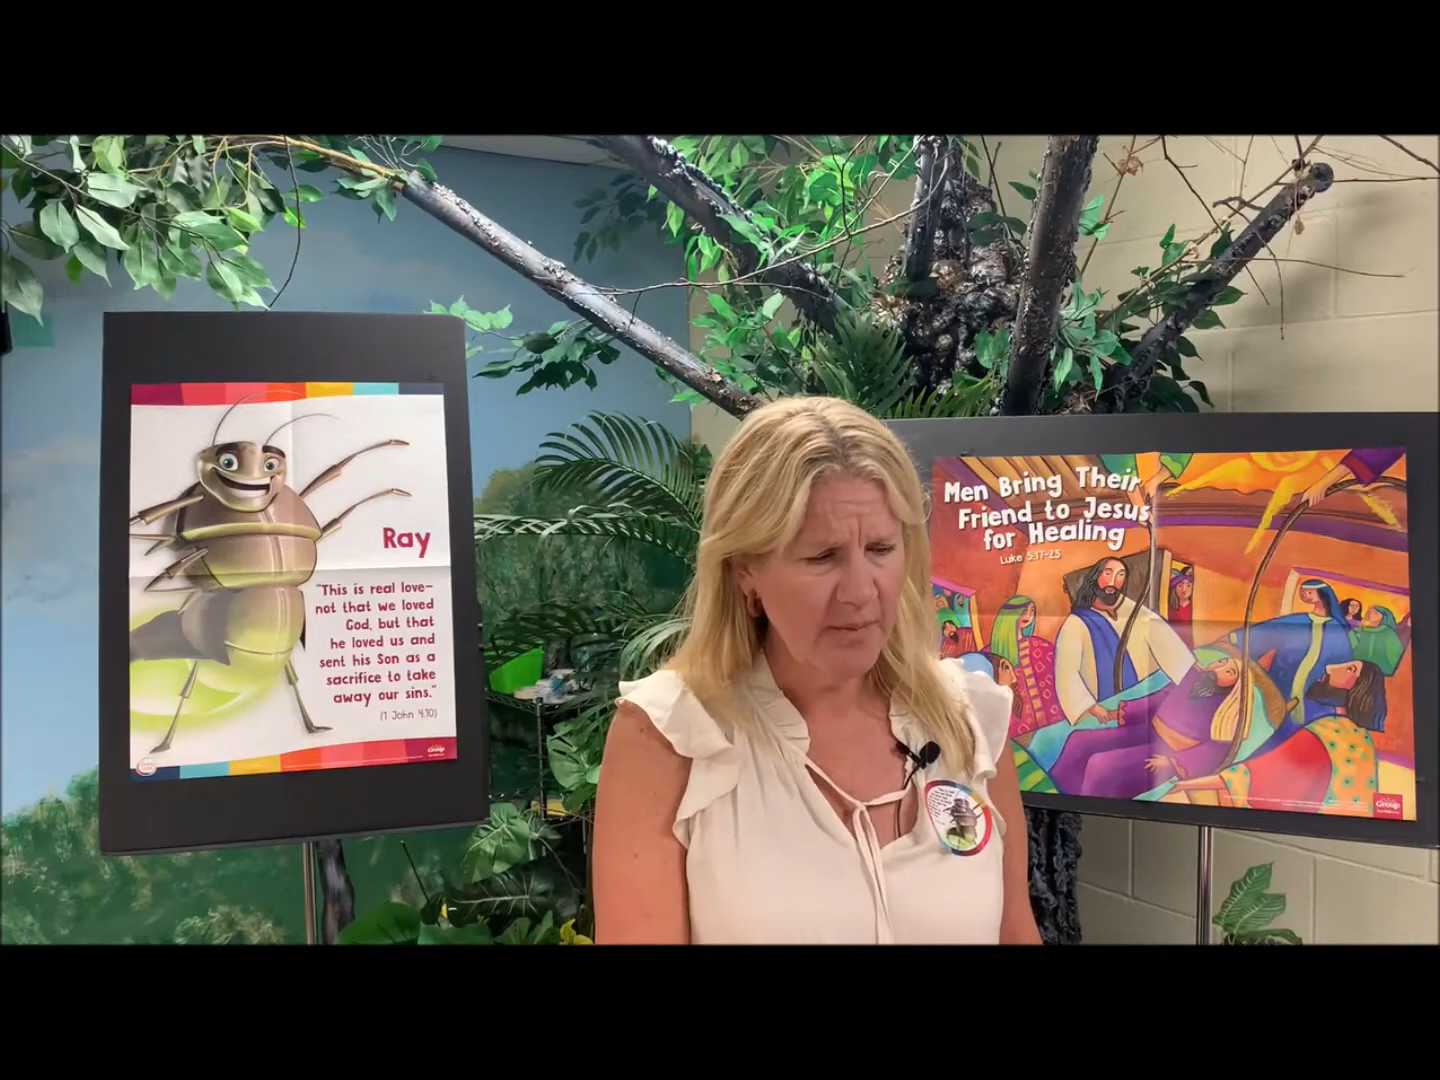 Ray
"This is real love—
not that we loved
God, but that
he loved us and
sent his Son as a
sacrifice to take
away our sins."
(1 John 4:10)
Group
Men Bring Their
Friend to Jesus
for Healing
Luke 5:17-25
Group